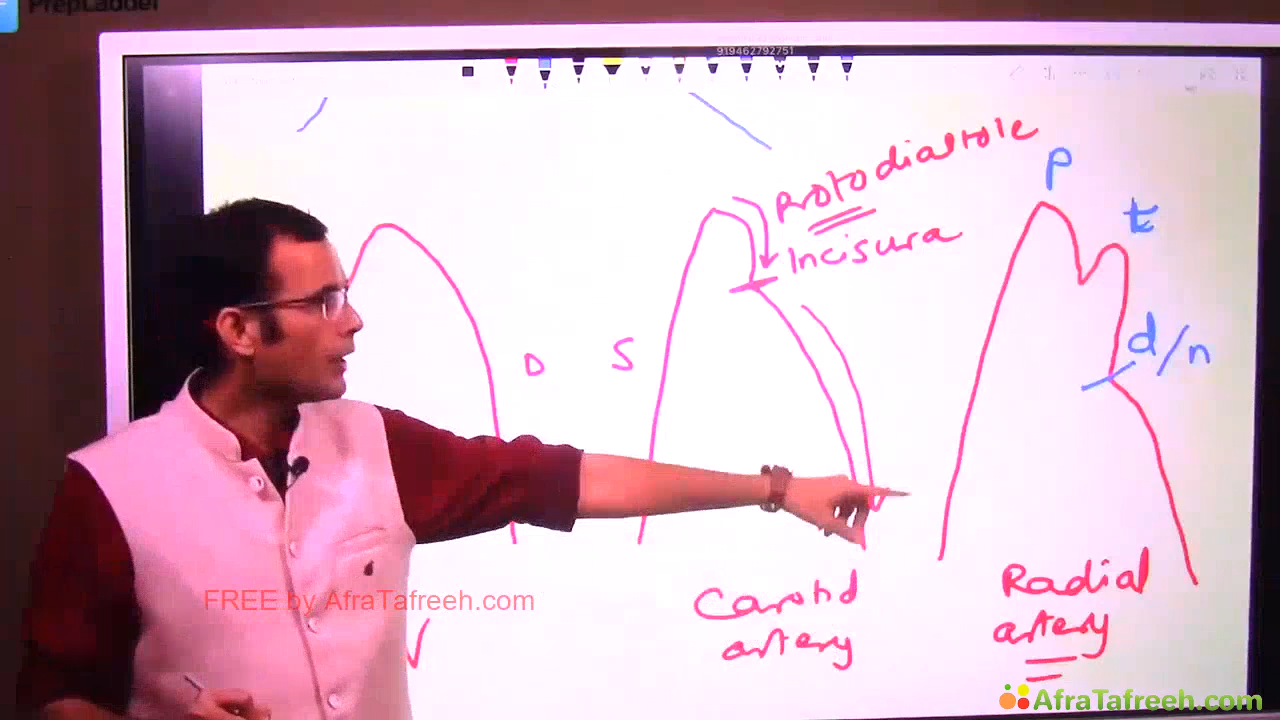 PrepLadder
919462792751
Protodiastole
Incisura
P
t
d/n
D
S
Carotid
artery
Radial
artery
FREE by AfraTafreeh.com
AfraTafreeh.com